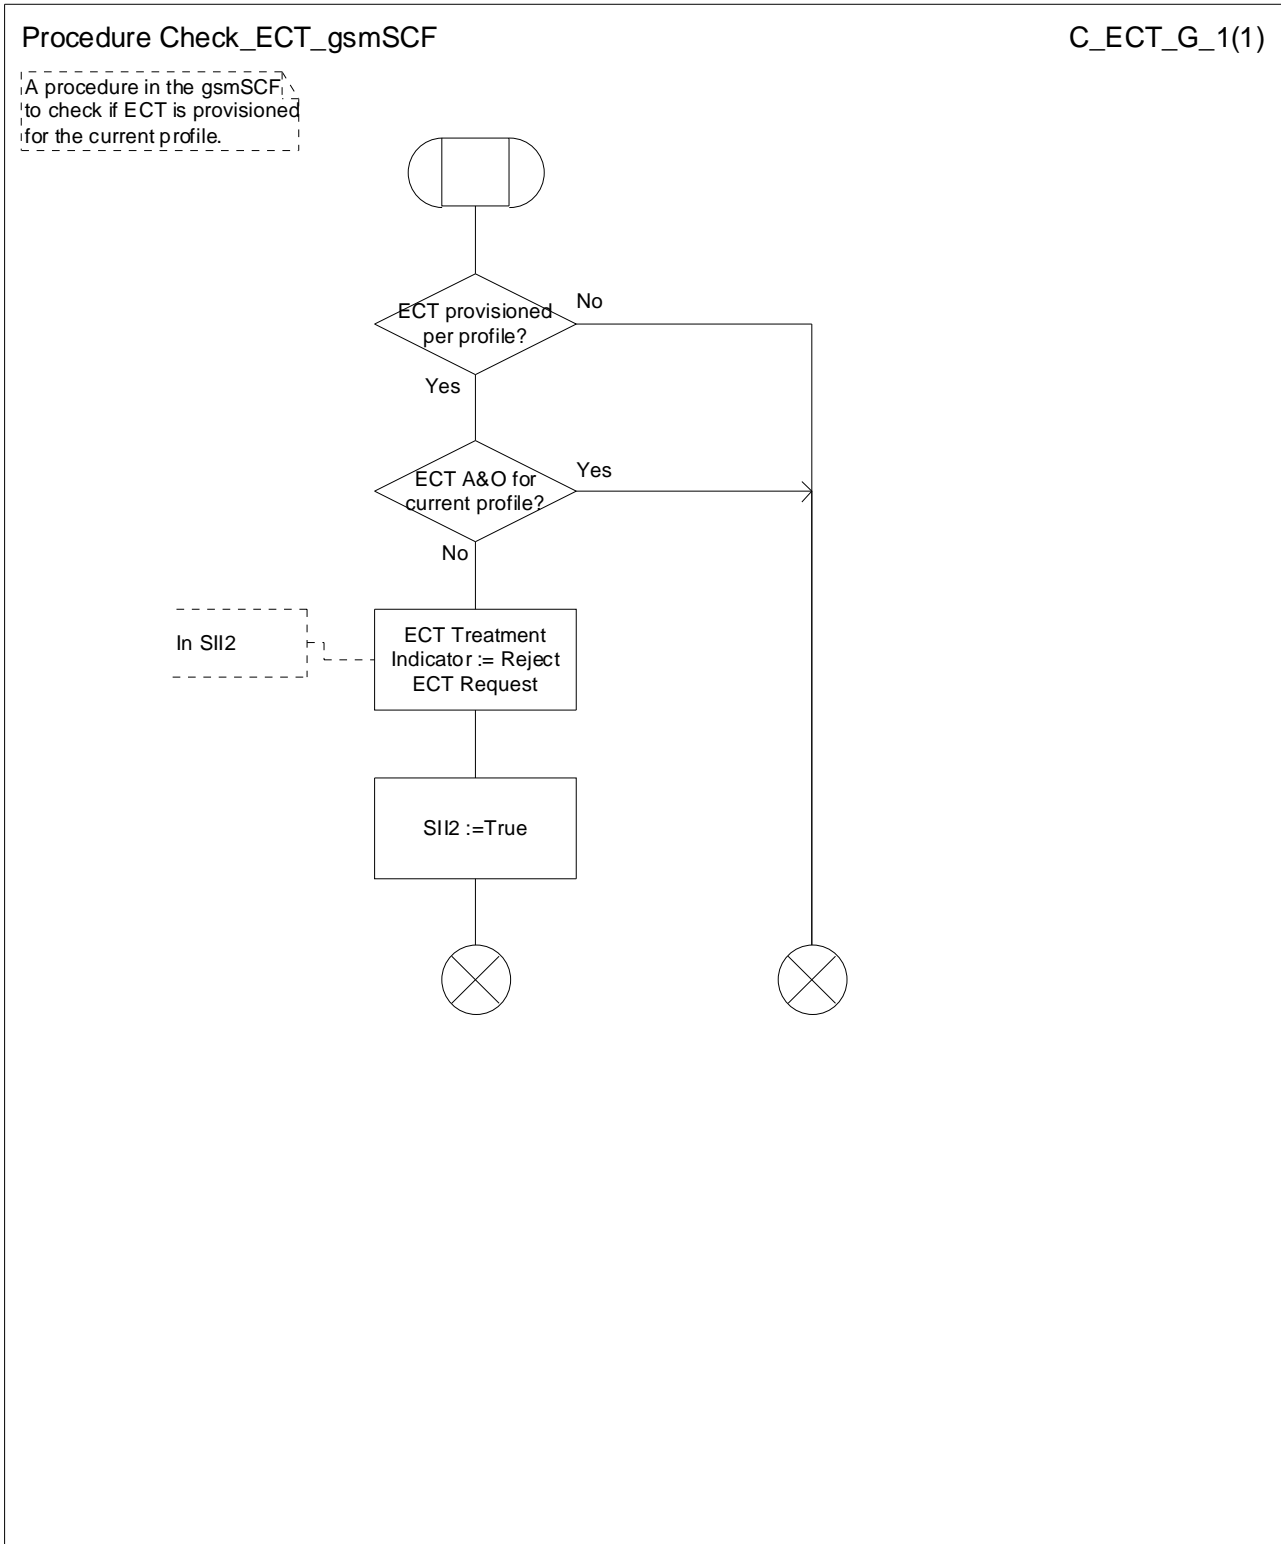 Procedure Check_ECT_gsmSCF
C_ECT_G_1(1)
A procedure in the gsmSCF
to check if ECT is provisioned
for the current profile.
ECT provisioned
per profile?
No
Yes
ECT A&O for
current profile?
Yes
No
In SII2
ECT Treatment
Indicator := Reject
ECT Request
SII2 :=True